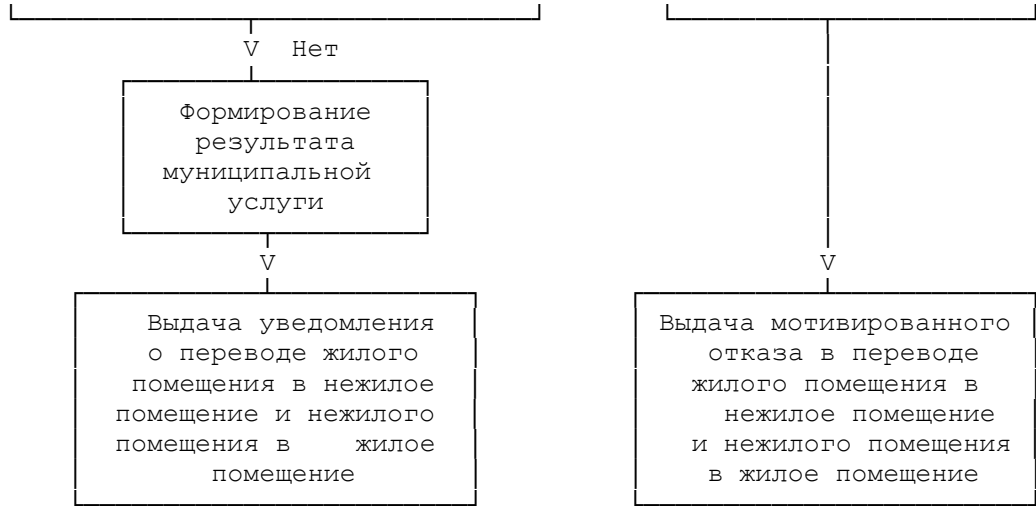 V Нет
Формирование
результата
муниципальной
услуги
V
V
Выдача уведомления
о переводе жилого
помещения в нежилое
помещение и нежилого
помещения в жилое
помещение
Выдача мотивированного
отказа в переводе
жилого помещения в
нежилое помещение
и нежилого помещения
в жилое помещение